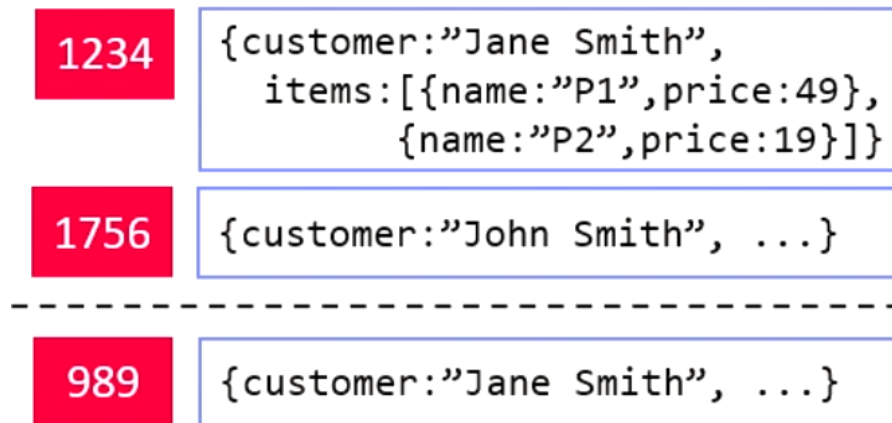 1234
{customer:”Jane Smith”,
items:[{name:”P1”,price:49},
{name:”P2”,price:19}]}
1756
{customer:”John Smith”, ...}
989
{customer:”Jane Smith”, ...}